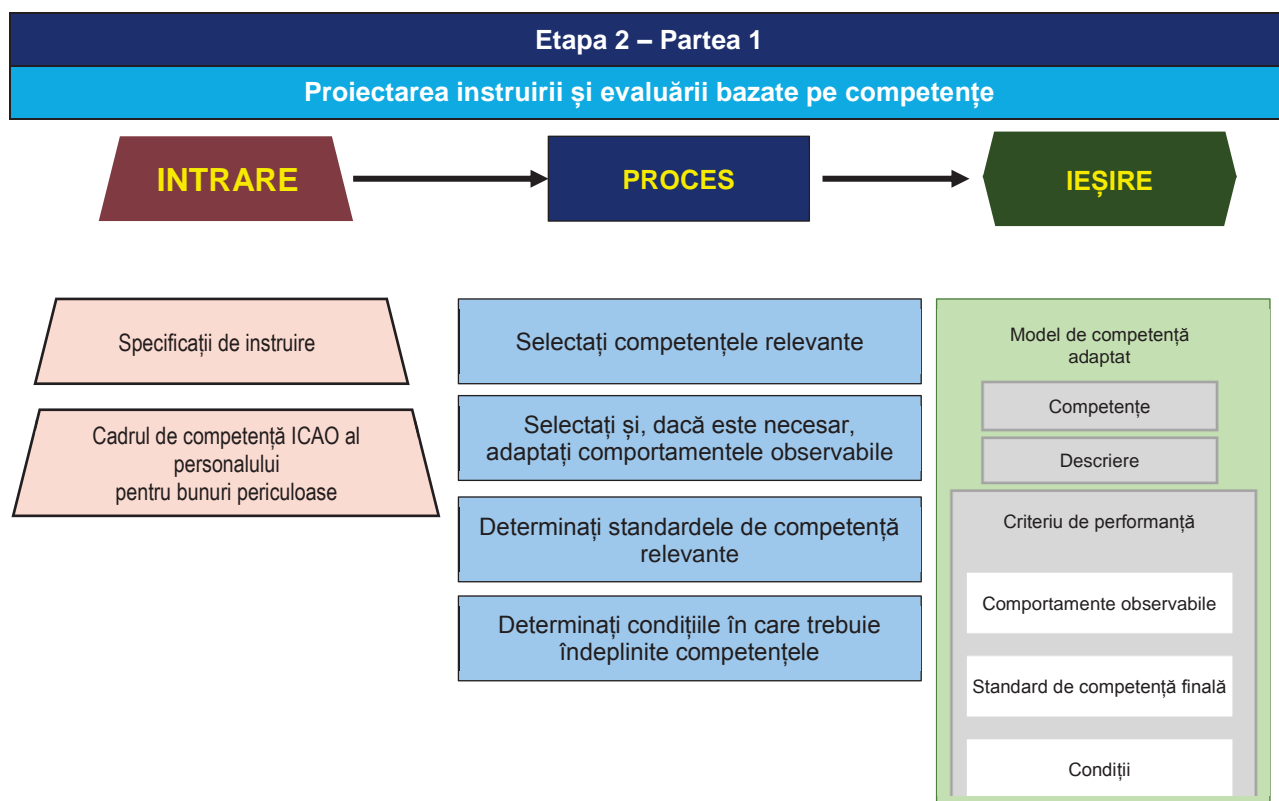 Etapa 2 – Partea 1
Proiectarea instruirii și evaluării bazate pe competențe
INTRARE
PROCES
IEȘIRE
Specificații de instruire
Cadrul de competență ICAO al
personalului
pentru bunuri periculoase
Selectați competențele relevante
Selectați și, dacă este necesar,
adaptați comportamentele observabile
Determinați standardele de competență
relevante
Determinați condițiile în care trebuie
îndeplinite competențele
Model de competență
adaptat
Competențe
Descriere
Criteriu de performanță
Comportamente observabile
Standard de competență finală
Condiții